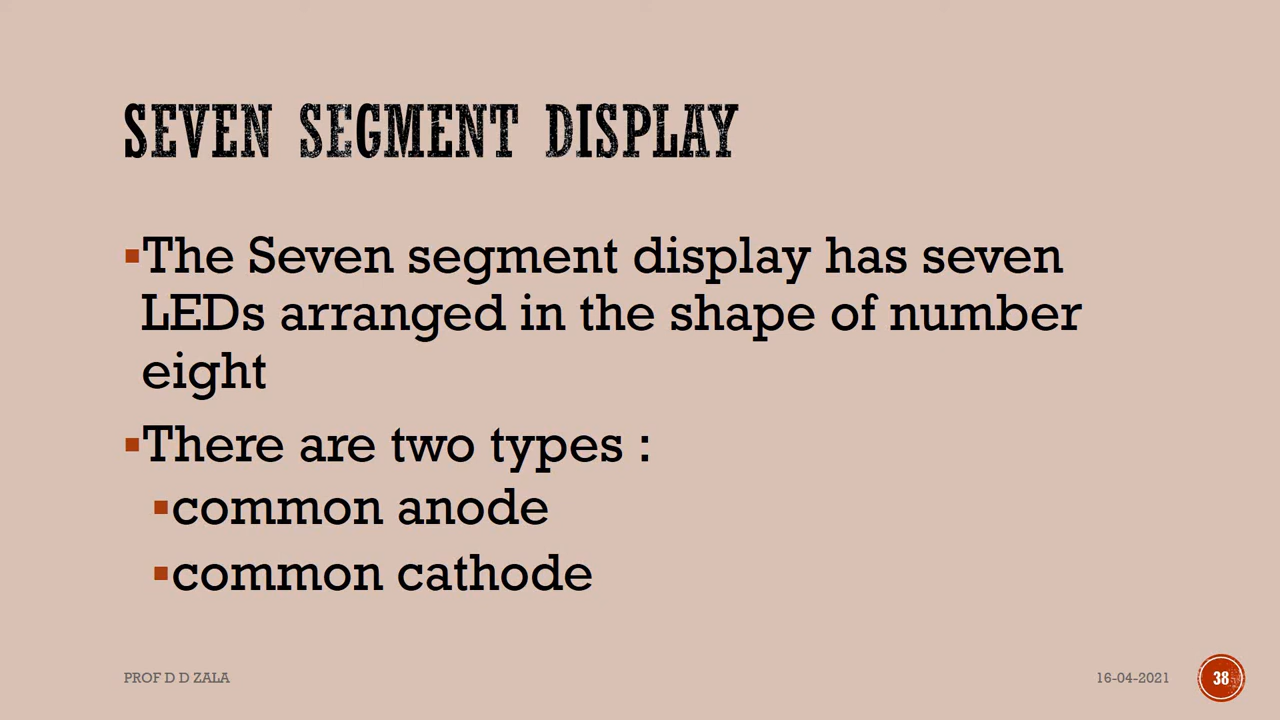 SEVEN SEGMENT DISPLAY
▪The Seven segment display has seven
LEDs arranged in the shape of number
eight
▪There are two types :
▪common anode
▪common cathode
PROF D D ZALA
16-04-2021
38